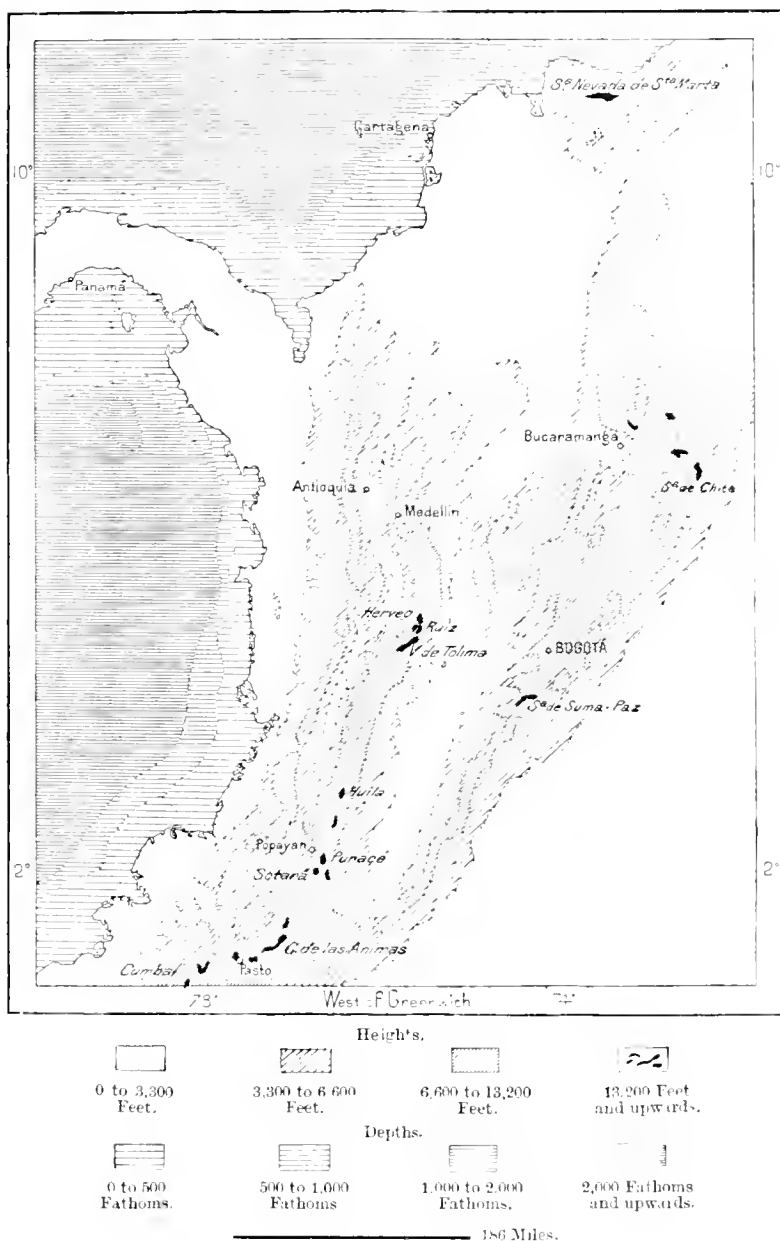 Sª Nevada de Sta Marta
Cartagena
10° 10°
Panamá
Bucaramanga
Sª de Chita
Antioquia
Medellin
Herveo
Ruiz
N. de Tolima
BOGOTÁ
Sª de Suma-Paz
Huila
Popayan
Puracé
Sotará
2° 2°
C. de las Animas
Cumbal
Pasto
78° West of Greenwich 74°
Heights.
0 to 3,300 3,300 to 6,600 6,600 to 13,200 13,200 Feet
Feet. Feet. Feet. and upwards.
Depths.
0 to 500 500 to 1,000 1,000 to 2,000 2,000 Fathoms
Fathoms. Fathoms Fathoms. and upwards.
186 Miles.